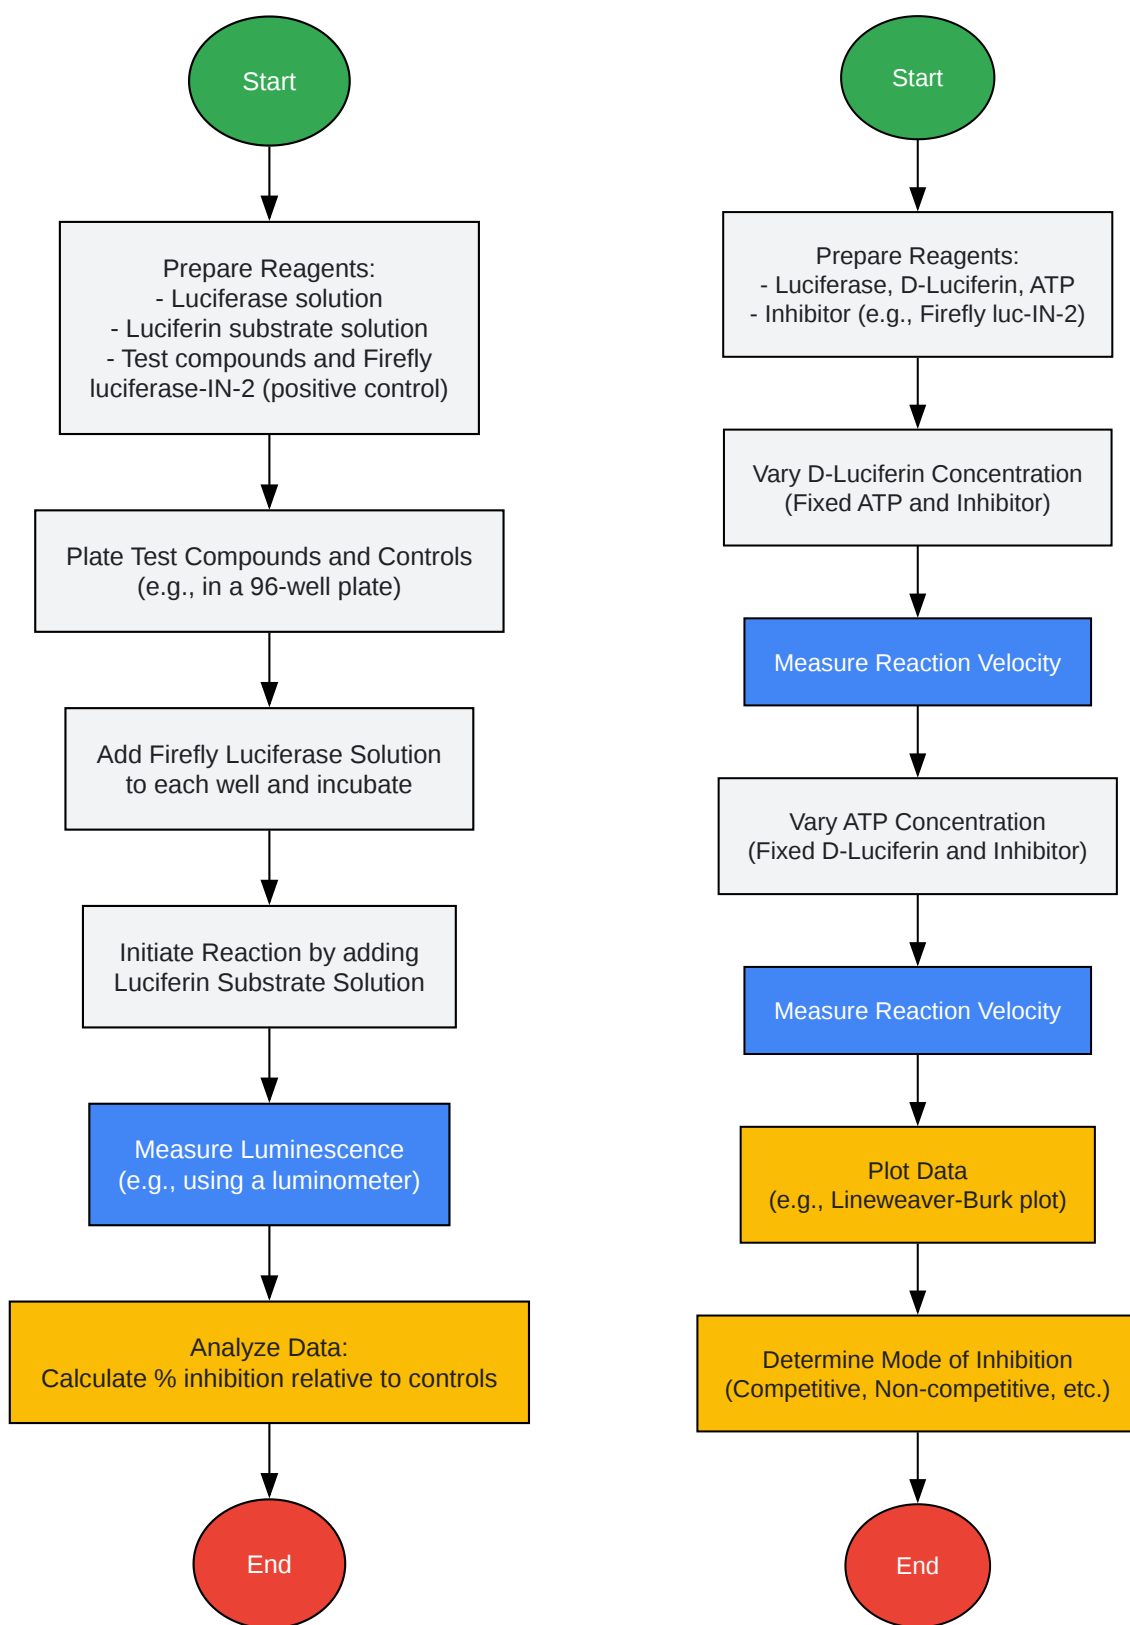 Start
Prepare Reagents:
- Luciferase solution
- Luciferin substrate solution
- Test compounds and Firefly
luciferase-IN-2 (positive control)
Plate Test Compounds and Controls
(e.g., in a 96-well plate)
Add Firefly Luciferase Solution
to each well and incubate
Initiate Reaction by adding
Luciferin Substrate Solution
Measure Luminescence
(e.g., using a luminometer)
Analyze Data:
Calculate % inhibition relative to controls
End
Start
Prepare Reagents:
- Luciferase, D-Luciferin, ATP
- Inhibitor (e.g., Firefly luc-IN-2)
Vary D-Luciferin Concentration
(Fixed ATP and Inhibitor)
Measure Reaction Velocity
Vary ATP Concentration
(Fixed D-Luciferin and Inhibitor)
Measure Reaction Velocity
Plot Data
(e.g., Lineweaver-Burk plot)
Determine Mode of Inhibition
(Competitive, Non-competitive, etc.)
End